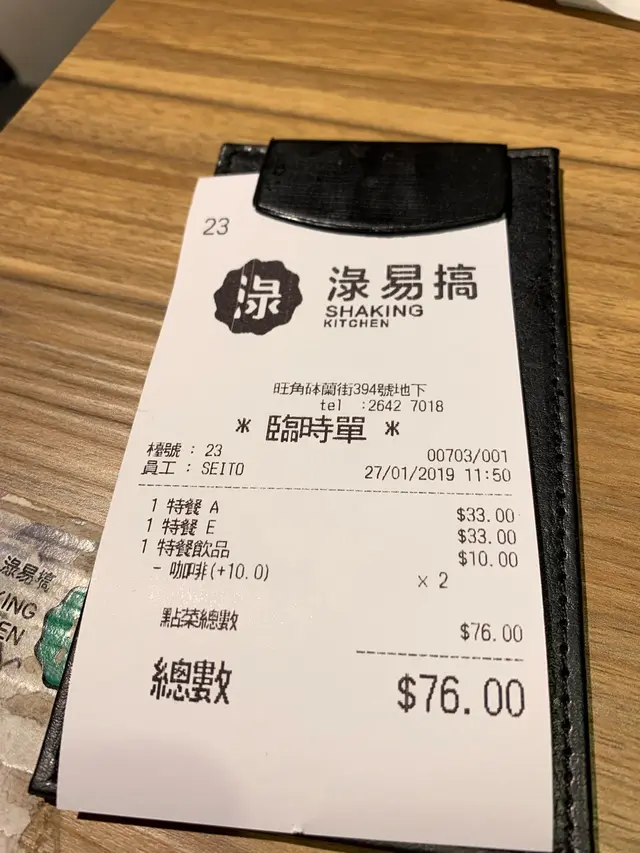 23
淥
淥易搞
SHAKING
KITCHEN
旺角砵蘭街394號地下
tel :2642 7018
* 臨時單 *
檯號 : 23 00703/001
員工 : SEITO 27/01/2019 11:50
1 特餐 A $33.00
1 特餐 E $33.00
1 特餐飲品 $10.00
- 咖啡(+10.0) x 2
點菜總數 $76.00
總數 $76.00
淥易搞
KING
EN